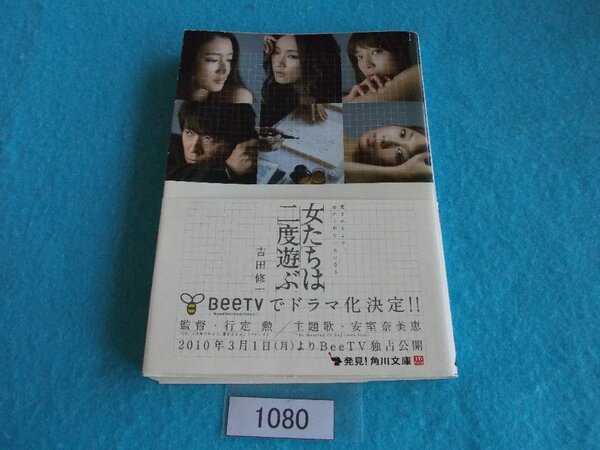 女たちは
二度遊ぶ
吉田修一
BeeTVでドラマ化決定!!
監督・行定 勲／主題歌・安室奈美恵
2010年3月1日(月)よりBeeTV独占公開
発見!角川文庫
1080